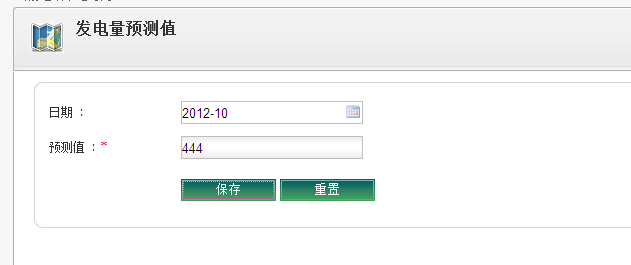 发电量预测值
日期 ：
2012-10
预测值 ：*
444
保存 重置